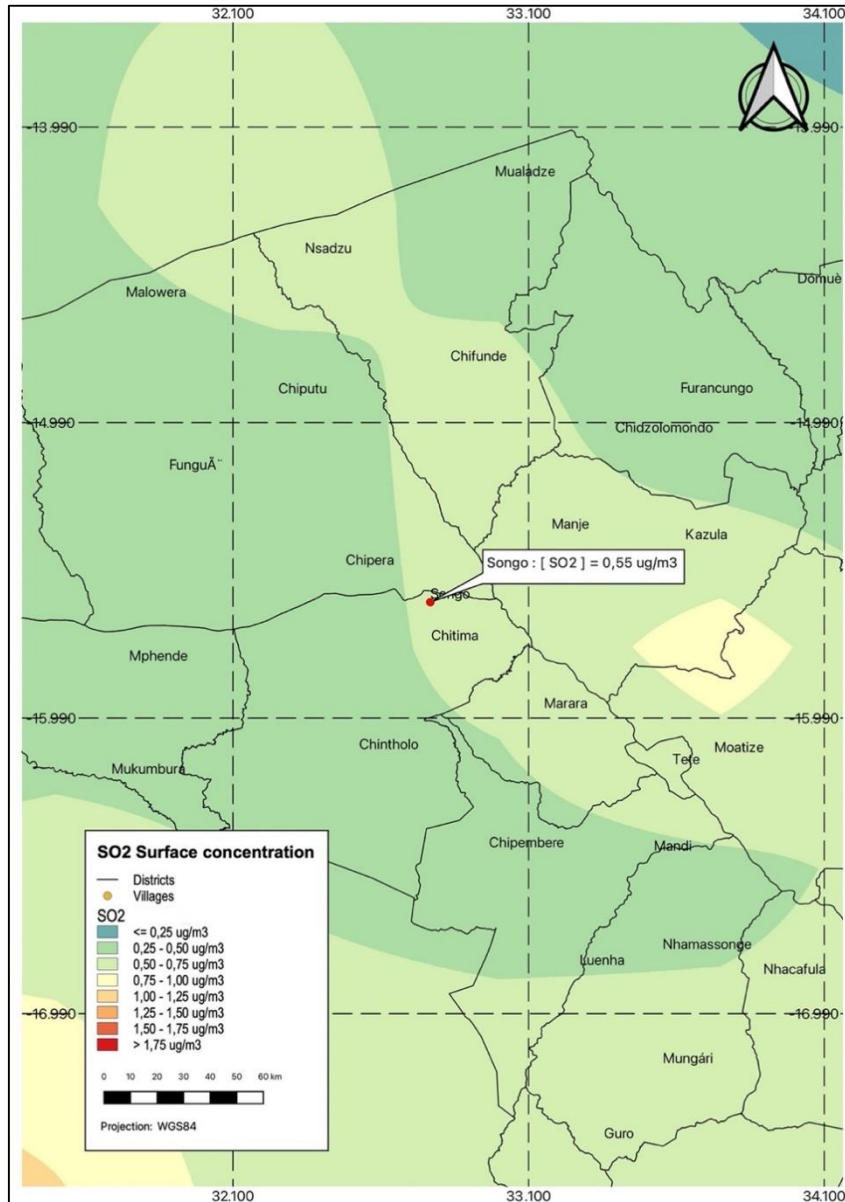 32.100 33.100 34.100
-13.990 -13.990
Mualadze
Nsadzu
Domuè
Malowera
Chifunde
Chiputu
Furancungo
-14.990 -14.990
Chidzolomondo
FunguÃ¨
Manje
Kazula
Chipera
Songo : [ SO2 ] = 0,55 ug/m3
Songo
Chitima
Mphende
Marara
-15.990 -15.990
Chintholo
Moatize
Tete
Mukumbura
Chipembere
Mandi
SO2 Surface concentration
Districts
Villages
SO2
<= 0,25 ug/m3
0,25 - 0,50 ug/m3
0,50 - 0,75 ug/m3
0,75 - 1,00 ug/m3
1,00 - 1,25 ug/m3
1,25 - 1,50 ug/m3
1,50 - 1,75 ug/m3
> 1,75 ug/m3
0 10 20 30 40 50 60 km
Projection: WGS84
Nhamassonge
Luenha
Nhacafula
-16.990 -16.990
Mungári
Guro
32.100 33.100 34.100